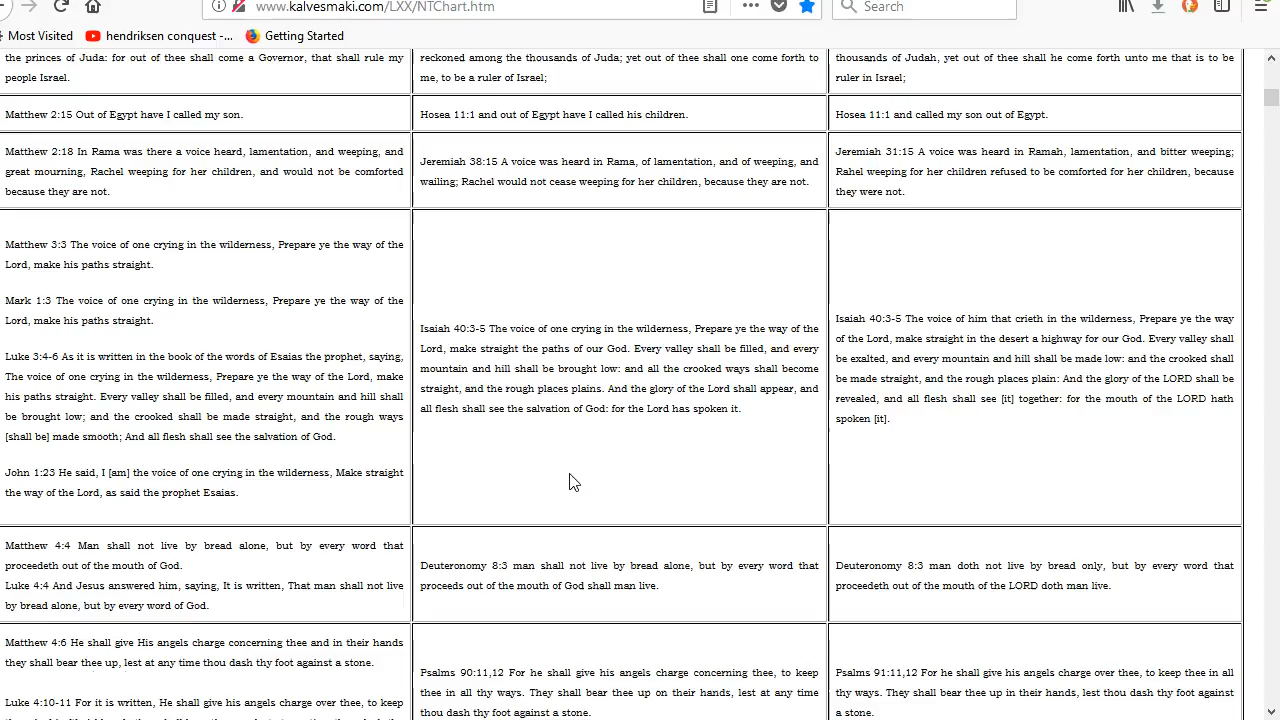 www.kalvesmaki.com/LXX/NTChart.htm
Search
Most Visited
hendriksen conquest -...
Getting Started
the princes of Juda: for out of thee shall come a Governor, that shall rule my
people Israel.
reckoned among the thousands of Juda; yet out of thee shall one come forth to
me, to be a ruler of Israel;
thousands of Judah, yet out of thee shall he come forth unto me that is to be
ruler in Israel;
Matthew 2:15 Out of Egypt have I called my son.
Hosea 11:1 and out of Egypt have I called his children.
Hosea 11:1 and called my son out of Egypt.
Matthew 2:18 In Rama was there a voice heard, lamentation, and weeping, and
great mourning, Rachel weeping for her children, and would not be comforted
because they are not.
Jeremiah 38:15 A voice was heard in Rama, of lamentation, and of weeping, and
wailing; Rachel would not cease weeping for her children, because they are not.
Jeremiah 31:15 A voice was heard in Ramah, lamentation, and bitter weeping;
Rahel weeping for her children refused to be comforted for her children, because
they were not.
Matthew 3:3 The voice of one crying in the wilderness, Prepare ye the way of the
Lord, make his paths straight.
Mark 1:3 The voice of one crying in the wilderness, Prepare ye the way of the
Lord, make his paths straight.
Luke 3:4-6 As it is written in the book of the words of Esaias the prophet, saying,
The voice of one crying in the wilderness, Prepare ye the way of the Lord, make
his paths straight. Every valley shall be filled, and every mountain and hill shall
be brought low; and the crooked shall be made straight, and the rough ways
[shall be] made smooth; And all flesh shall see the salvation of God.
John 1:23 He said, I [am] the voice of one crying in the wilderness, Make straight
the way of the Lord, as said the prophet Esaias.
Isaiah 40:3-5 The voice of one crying in the wilderness, Prepare ye the way of the
Lord, make straight the paths of our God. Every valley shall be filled, and every
mountain and hill shall be brought low: and all the crooked ways shall become
straight, and the rough places plains. And the glory of the Lord shall appear, and
all flesh shall see the salvation of God: for the Lord has spoken it.
Isaiah 40:3-5 The voice of him that crieth in the wilderness, Prepare ye the way
of the Lord, make straight in the desert a highway for our God. Every valley shall
be exalted, and every mountain and hill shall be made low: and the crooked shall
be made straight, and the rough places plain: And the glory of the LORD shall be
revealed, and all flesh shall see [it] together: for the mouth of the LORD hath
spoken [it].
Matthew 4:4 Man shall not live by bread alone, but by every word that
proceedeth out of the mouth of God.
Luke 4:4 And Jesus answered him, saying, It is written, That man shall not live
by bread alone, but by every word of God.
Deuteronomy 8:3 man shall not live by bread alone, but by every word that
proceeds out of the mouth of God shall man live.
Deuteronomy 8:3 man doth not live by bread only, but by every word that
proceedeth out of the mouth of the LORD doth man live.
Matthew 4:6 He shall give His angels charge concerning thee and in their hands
they shall bear thee up, lest at any time thou dash thy foot against a stone.
Luke 4:10-11 For it is written, He shall give his angels charge over thee, to keep
Psalms 90:11,12 For he shall give his angels charge concerning thee, to keep
thee in all thy ways. They shall bear thee up on their hands, lest at any time
thou dash thy foot against a stone.
Psalms 91:11,12 For he shall give his angels charge over thee, to keep thee in all
thy ways. They shall bear thee up in their hands, lest thou dash thy foot against
a stone.